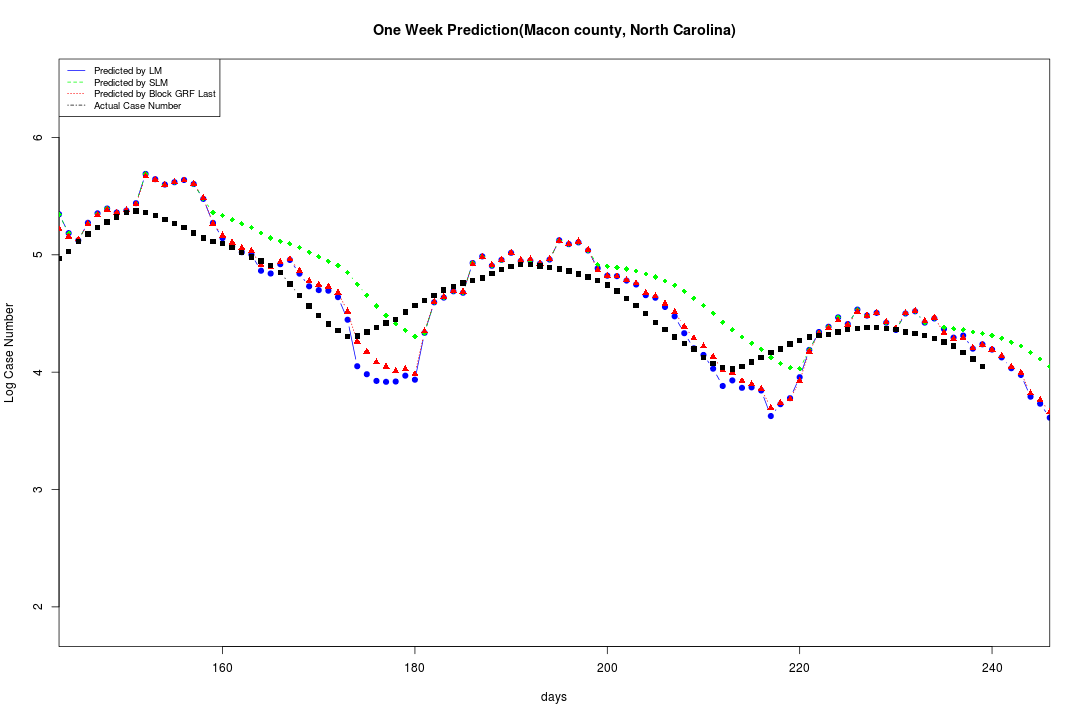 One Week Prediction(Macon county, North Carolina)
Predicted by LM
Predicted by SLM
Predicted by Block GRF Last
Actual Case Number
6
5
4
3
2
Log Case Number
160 180 200 220 240
days